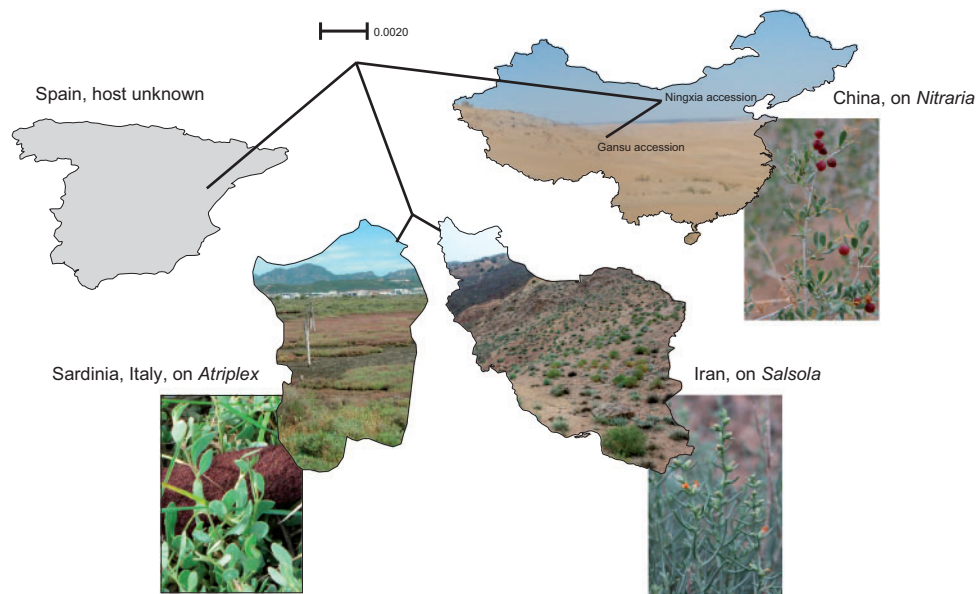 0.0020
Spain, host unknown
Ningxia accession
China, on Nitraria
Gansu accession
Sardinia, Italy, on Atriplex
Iran, on Salsola